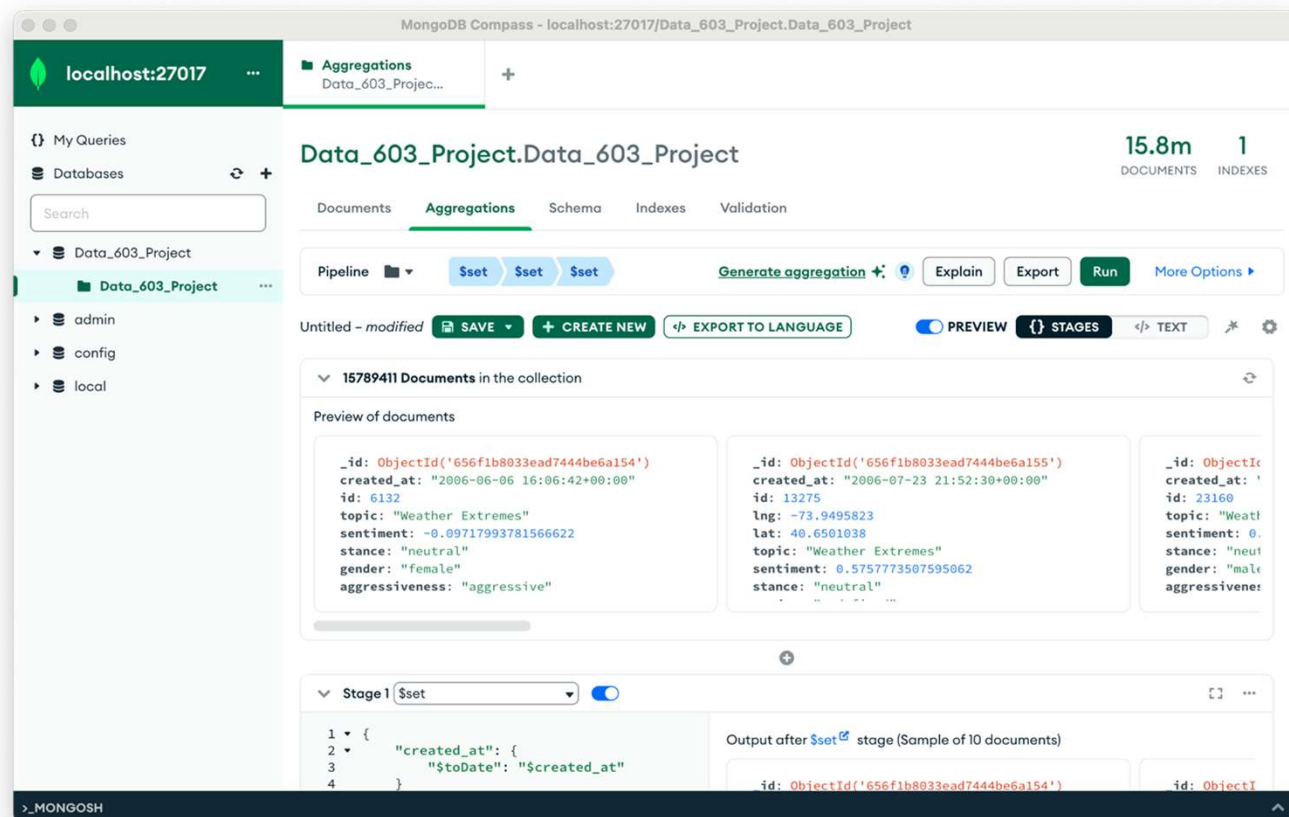 MongoDB Compass - localhost:27017/Data_603_Project.Data_603_Project
localhost:27017
Aggregations
Data_603_Projec...
My Queries
Databases
Search
Data_603_Project
Data_603_Project
admin
config
local
Data_603_Project.Data_603_Project
15.8m
DOCUMENTS
1
INDEXES
Documents Aggregations Schema Indexes Validation
Pipeline $set $set $set Generate aggregation Explain Export Run More Options
Untitled – modified SAVE + CREATE NEW </> EXPORT TO LANGUAGE PREVIEW {} STAGES </> TEXT
15789411 Documents in the collection
Preview of documents
_id: ObjectId('656f1b8033ead7444be6a154')
created_at: "2006-06-06 16:06:42+00:00"
id: 6132
topic: "Weather Extremes"
sentiment: -0.09717993781566622
stance: "neutral"
gender: "female"
aggressiveness: "aggressive"
_id: ObjectId('656f1b8033ead7444be6a155')
created_at: "2006-07-23 21:52:30+00:00"
id: 13275
lng: -73.9495823
lat: 40.6501038
topic: "Weather Extremes"
sentiment: 0.5757773507595062
stance: "neutral"
_id: ObjectId
created_at: "
id: 23160
topic: "Weath
sentiment: 0.
stance: "neut
gender: "male
aggressivenes
Stage 1 $set
1 {
2 "created_at": {
3 "$toDate": "$created_at"
4 }
Output after $set stage (Sample of 10 documents)
_id: ObjectId('656f1b8033ead7444be6a154')
_id: ObjectI
>_MONGOSH